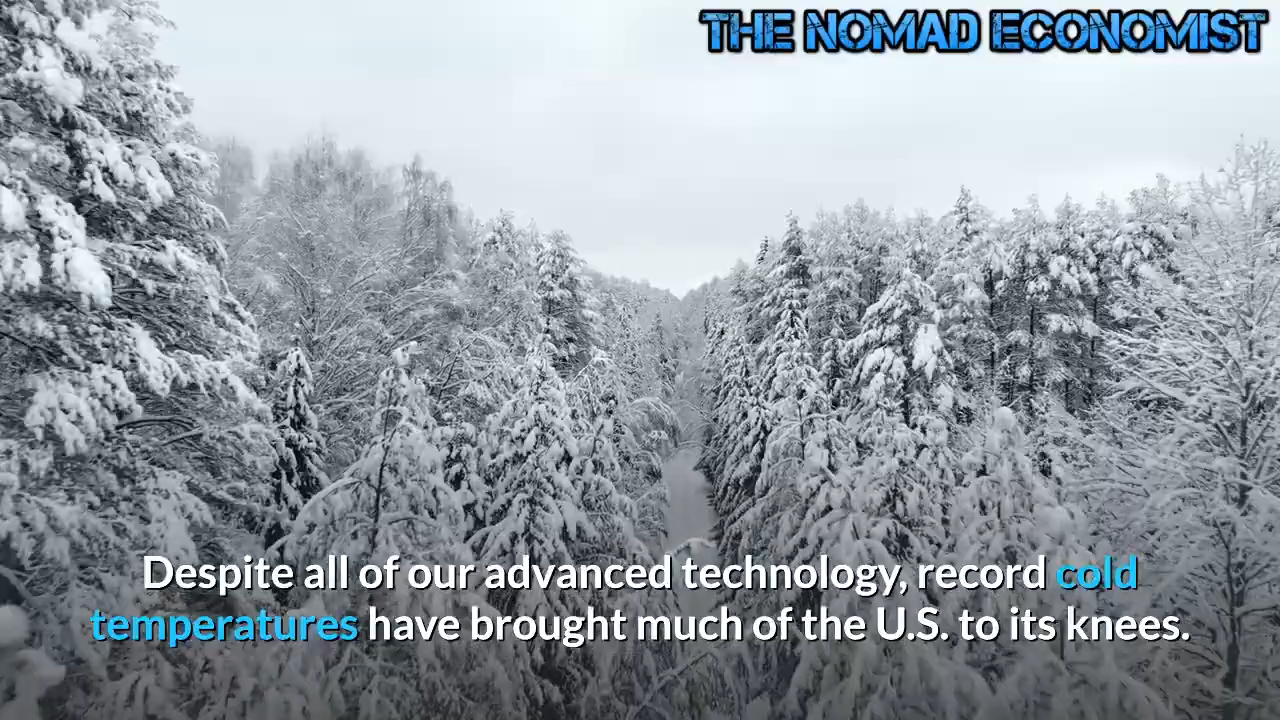 THE NOMAD ECONOMIST
Despite all of our advanced technology, record cold
temperatures have brought much of the U.S. to its knees.